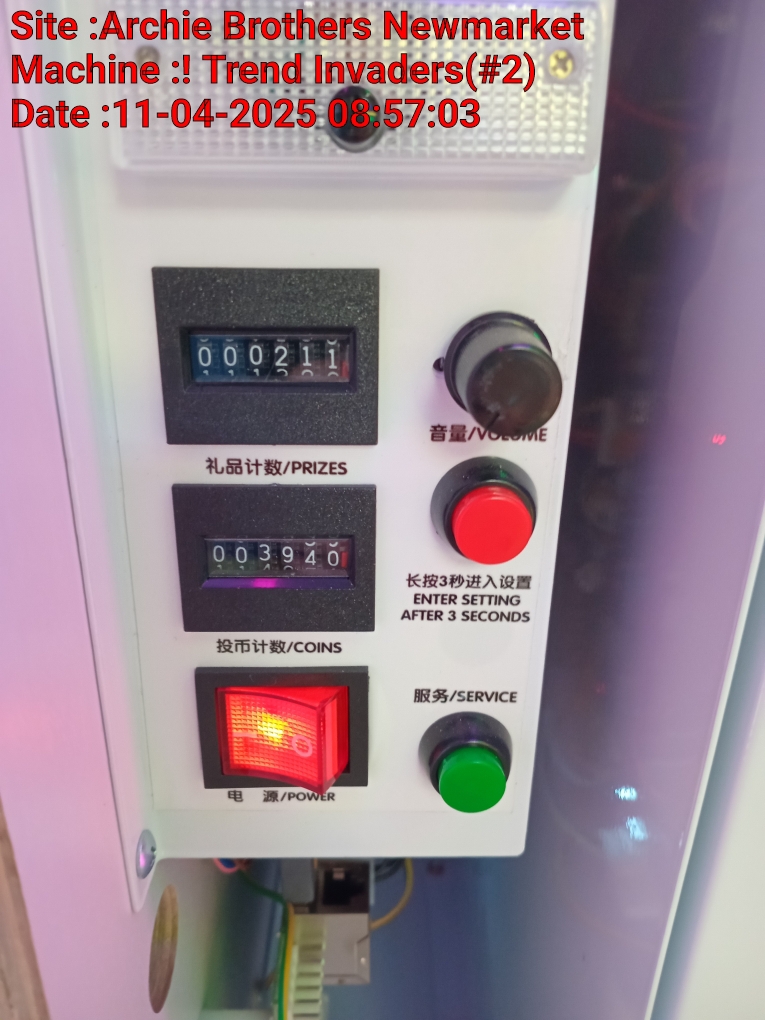 Site :Archie Brothers Newmarket
Machine :! Trend Invaders(#2)
Date :11-04-2025 08:57:03
000211
音量/VOLUME
礼品计数/PRIZES
003940
长按3秒进入设置
ENTER SETTING
AFTER 3 SECONDS
投币计数/COINS
服务/SERVICE
电 源/POWER